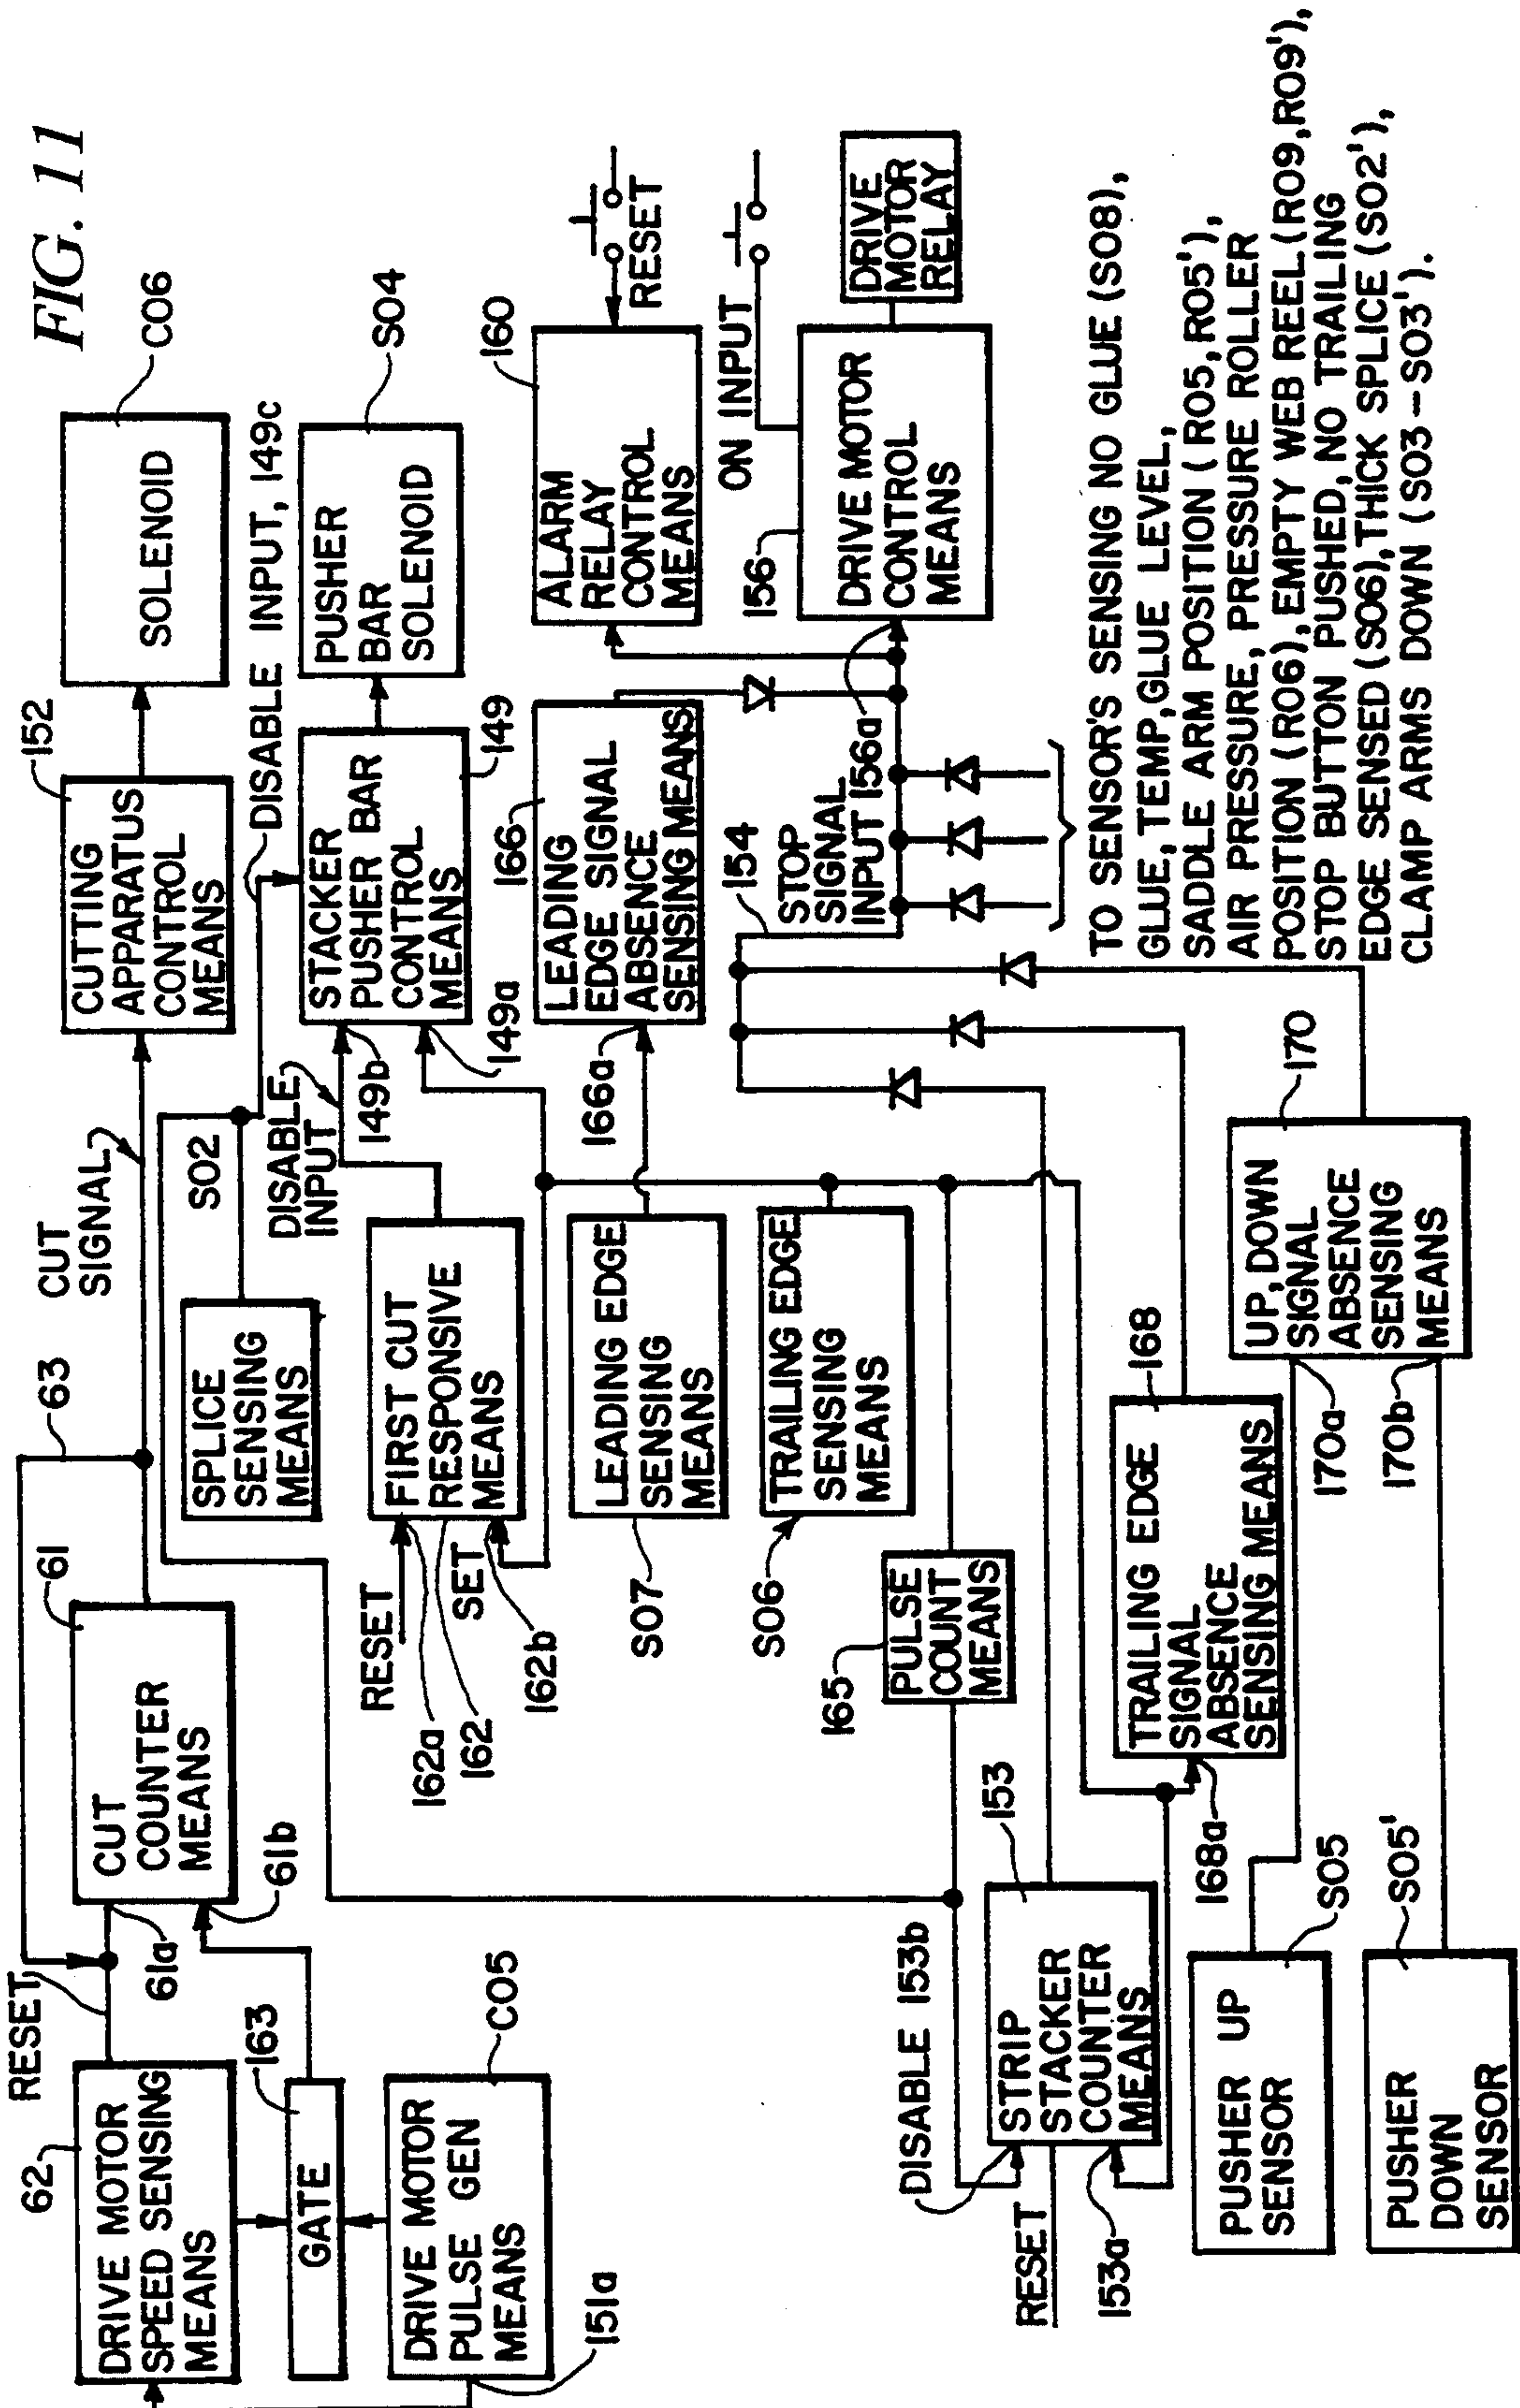 FIG. 11
62
DRIVE MOTOR
SPEED SENSING
MEANS
RESET
163
GATE
C05
DRIVE MOTOR
PULSE GEN
MEANS
151a
61
CUT
COUNTER
MEANS
61a
61b
63
CUT
SIGNAL
152
CUTTING
APPARATUS
CONTROL
MEANS
C06
SOLENOID
SPLICE
SENSING
MEANS
S02
DISABLE INPUT, 149c
DISABLE
INPUT
149b
149a
STACKER
PUSHER BAR
CONTROL
MEANS
149
S04
PUSHER
BAR
SOLENOID
RESET
162a
162
SET
162b
FIRST CUT
RESPONSIVE
MEANS
S07
LEADING EDGE
SENSING
MEANS
166a
166
LEADING
EDGE SIGNAL
ABSENCE
SENSING MEANS
160
ALARM
RELAY
CONTROL
MEANS
RESET
S06
TRAILING EDGE
SENSING
MEANS
154
STOP
SIGNAL
INPUT 156a
156
ON INPUT
DRIVE MOTOR
CONTROL
MEANS
DRIVE
MOTOR
RELAY
165
PULSE
COUNT
MEANS
DISABLE 153b
153
STRIP
STACKER
COUNTER
MEANS
RESET
153a
168
TRAILING EDGE
SIGNAL
ABSENCE
SENSING MEANS
168a
S05
PUSHER UP
SENSOR
S05'
PUSHER
DOWN
SENSOR
170
UP, DOWN
SIGNAL
ABSENCE
SENSING
MEANS
170a
170b
TO SENSOR'S SENSING NO GLUE (S08),
GLUE, TEMP, GLUE LEVEL,
SADDLE ARM POSITION (R05, R05'),
AIR PRESSURE, PRESSURE ROLLER
POSITION (R06), EMPTY WEB REEL (R09, R09'),
STOP BUTTON PUSHED, NO TRAILING
EDGE SENSED (S06), THICK SPLICE (S02'),
CLAMP ARMS DOWN (S03-S03').